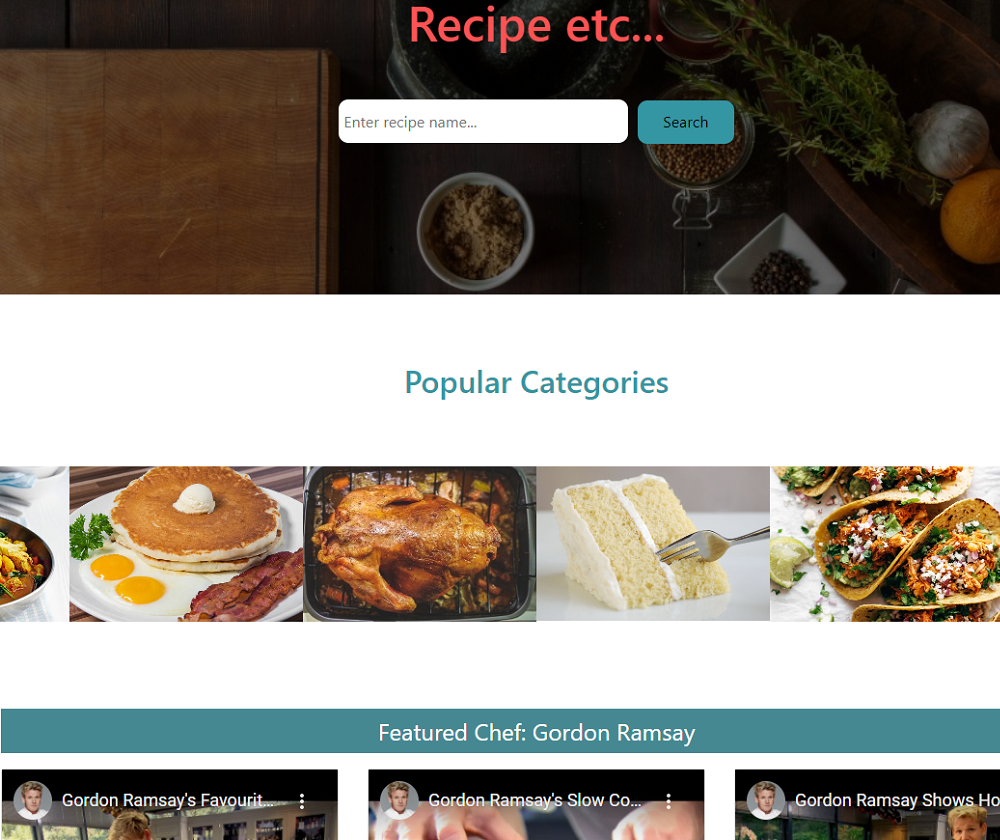 Recipe etc...
Enter recipe name...
Search
Popular Categories
Featured Chef: Gordon Ramsay
Gordon Ramsay's Favourit...
Gordon Ramsay's Slow Co...
Gordon Ramsay Shows Ho